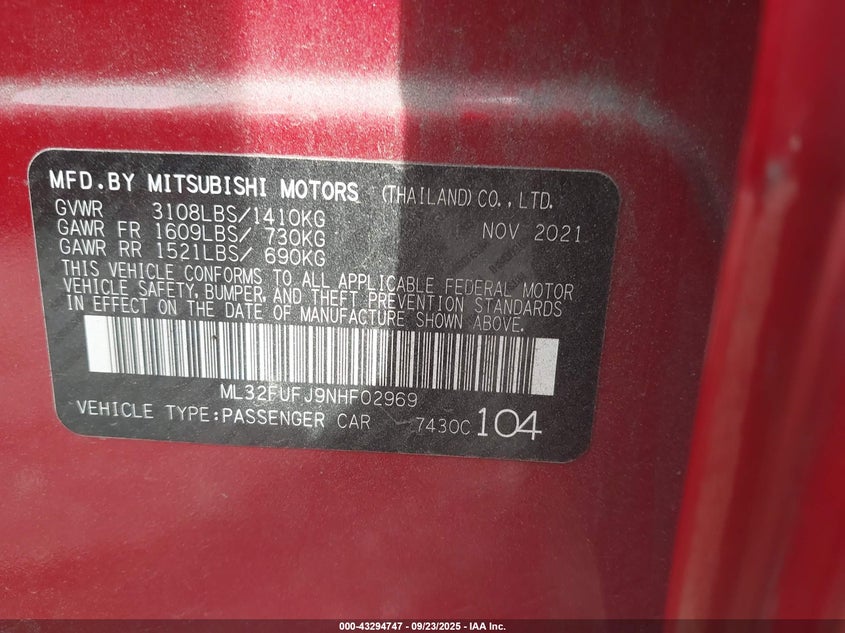 MFD.BY MITSUBISHI MOTORS (THAILAND) CO., LTD.
GVWR 3108LBS/1410KG NOV 2021
GAWR FR 1609LBS/ 730KG
GAWR RR 1521LBS/ 690KG
THIS VEHICLE CONFORMS TO ALL APPLICABLE FEDERAL MOTOR
VEHICLE SAFETY, BUMPER, AND THEFT PREVENTION STANDARDS
IN EFFECT ON THE DATE OF MANUFACTURE SHOWN ABOVE.
ML32FUFJ9NHF02969
VEHICLE TYPE:PASSENGER CAR 7430C 104
000-43294747 - 09/23/2025 - IAA Inc.